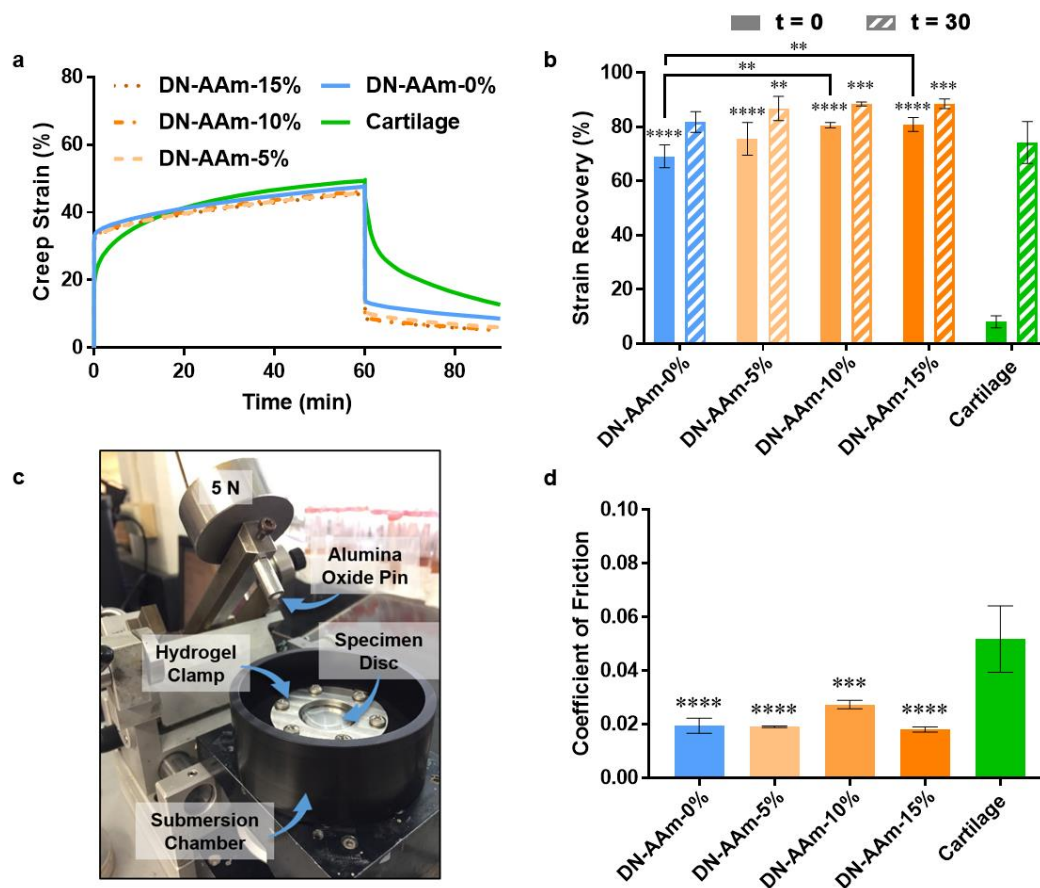 t = 0 t = 30
a
80
60
40
20
0
Creep Strain (%)
DN-AAm-15%
DN-AAm-10%
DN-AAm-5%
DN-AAm-0%
Cartilage
0 20 40 60 80
Time (min)
b
100
80
60
40
20
0
Strain Recovery (%)
**
**
****
****
**
****
***
****
***
DN-AAm-0%
DN-AAm-5%
DN-AAm-10%
DN-AAm-15%
Cartilage
c
5 N
Alumina
Oxide Pin
Hydrogel
Clamp
Specimen
Disc
Submersion
Chamber
d
0.10
0.08
0.06
0.04
0.02
0.00
Coefficient of Friction
****
****
***
****
DN-AAm-0%
DN-AAm-5%
DN-AAm-10%
DN-AAm-15%
Cartilage